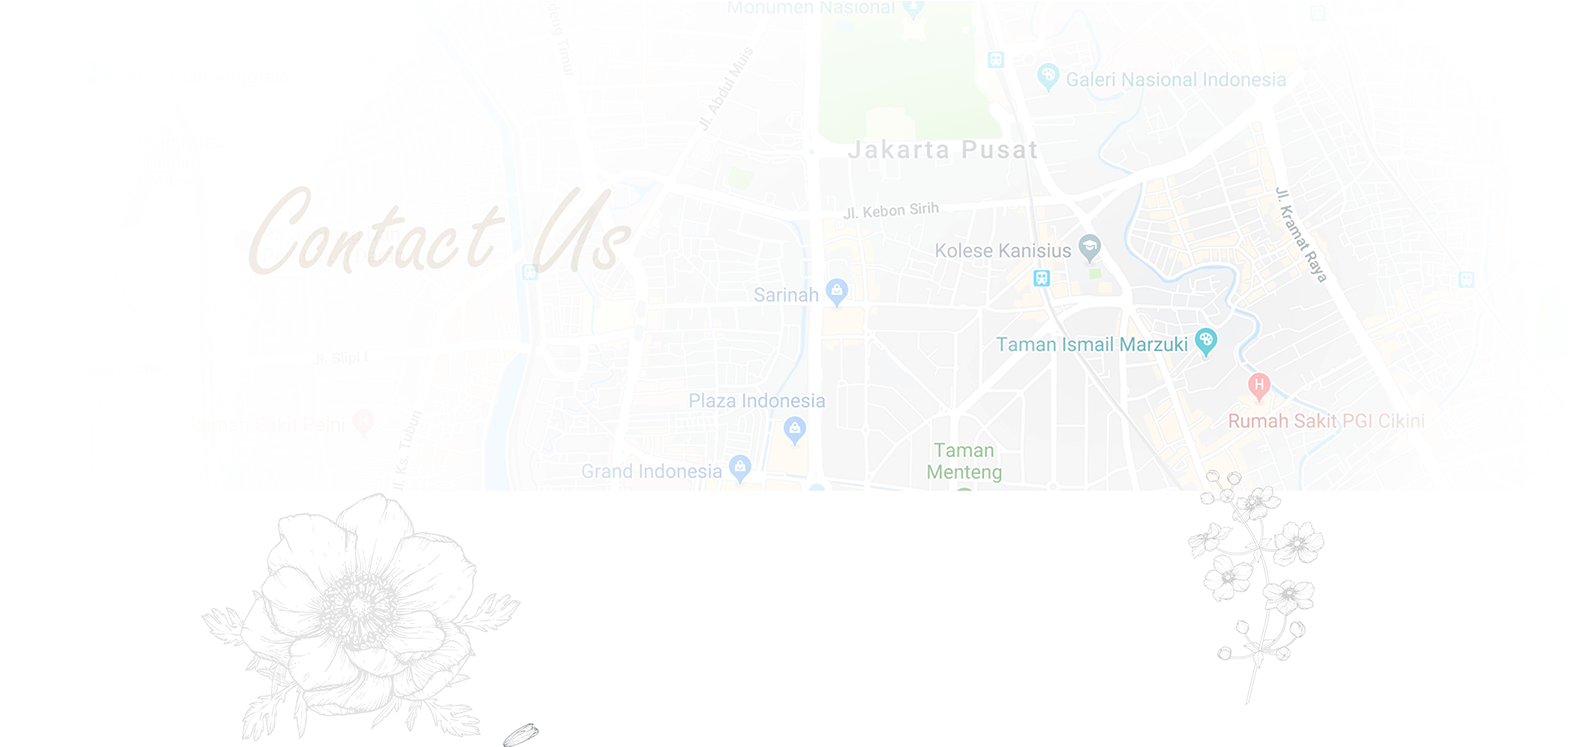 Monumen Nasional
Jl. Abdul Muis
Galeri Nasional Indonesia
Jakarta Pusat
Jl. Kebon Sirih
Jl. Kramat Raya
Contact Us
Kolese Kanisius
Sarinah
Taman Ismail Marzuki
Jl. Slipi I
Plaza Indonesia
Rumah Sakit Pelni
H
H
Rumah Sakit PGI Cikini
Jl. Ks. Tubun
Grand Indonesia
Taman
Menteng